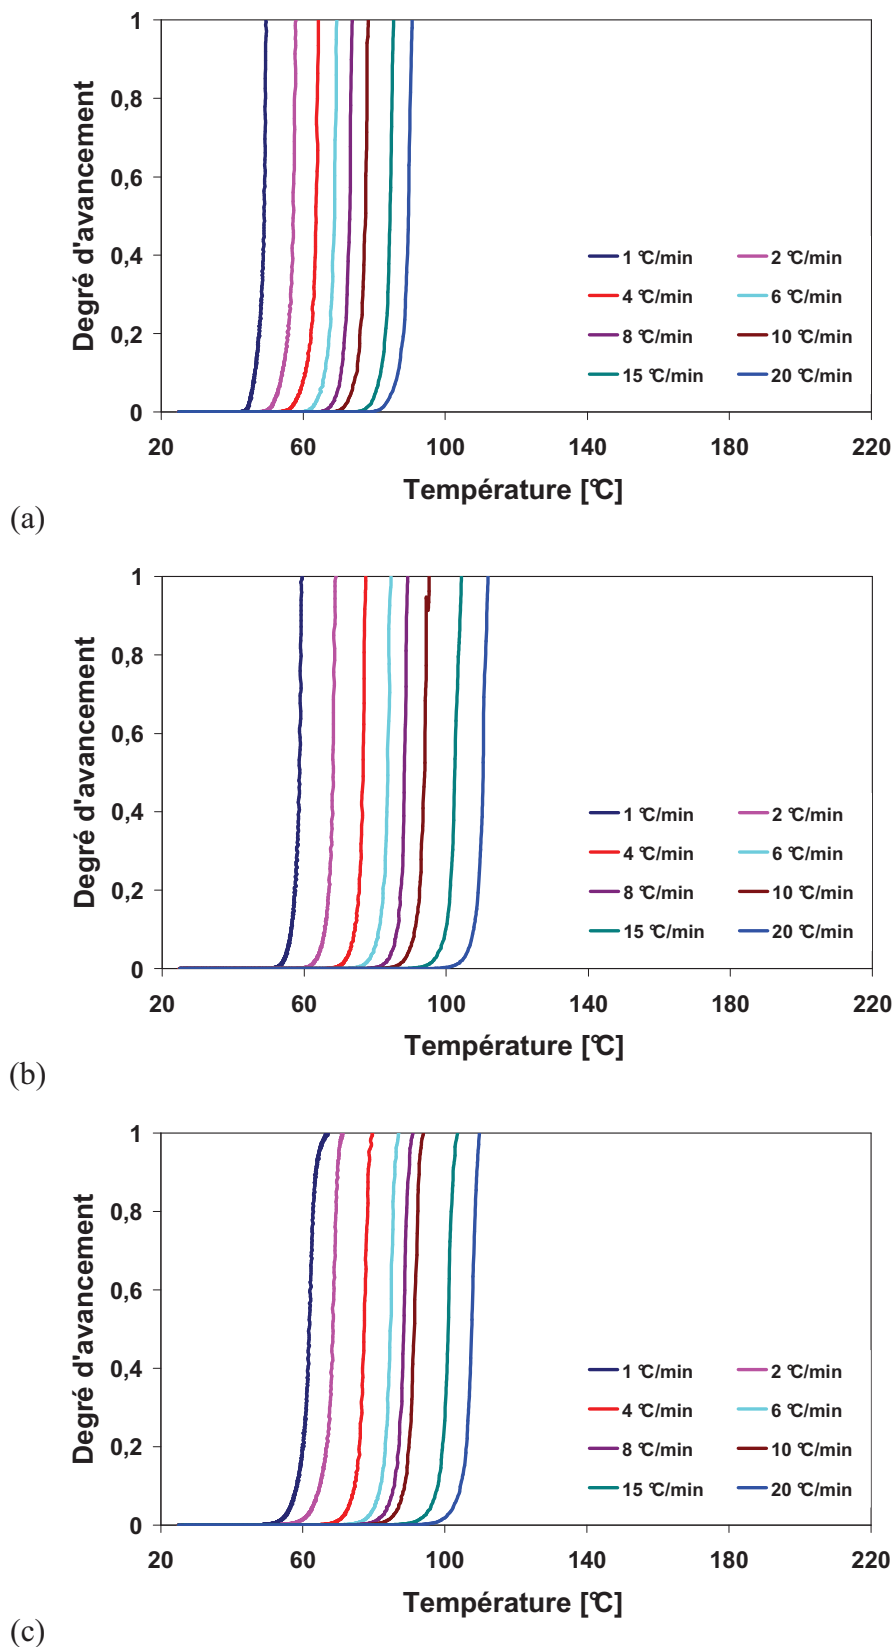 1
0,8
0,6
0,4
0,2
0
Degré d'avancement
1 °C/min 2 °C/min
4 °C/min 6 °C/min
8 °C/min 10 °C/min
15 °C/min 20 °C/min
20 60 100 140 180 220
Température [°C]
(a)
1
0,8
0,6
0,4
0,2
0
Degré d'avancement
1 °C/min 2 °C/min
4 °C/min 6 °C/min
8 °C/min 10 °C/min
15 °C/min 20 °C/min
20 60 100 140 180 220
Température [°C]
(b)
1
0,8
0,6
0,4
0,2
0
Degré d'avancement
1 °C/min 2 °C/min
4 °C/min 6 °C/min
8 °C/min 10 °C/min
15 °C/min 20 °C/min
20 60 100 140 180 220
Température [°C]
(c)